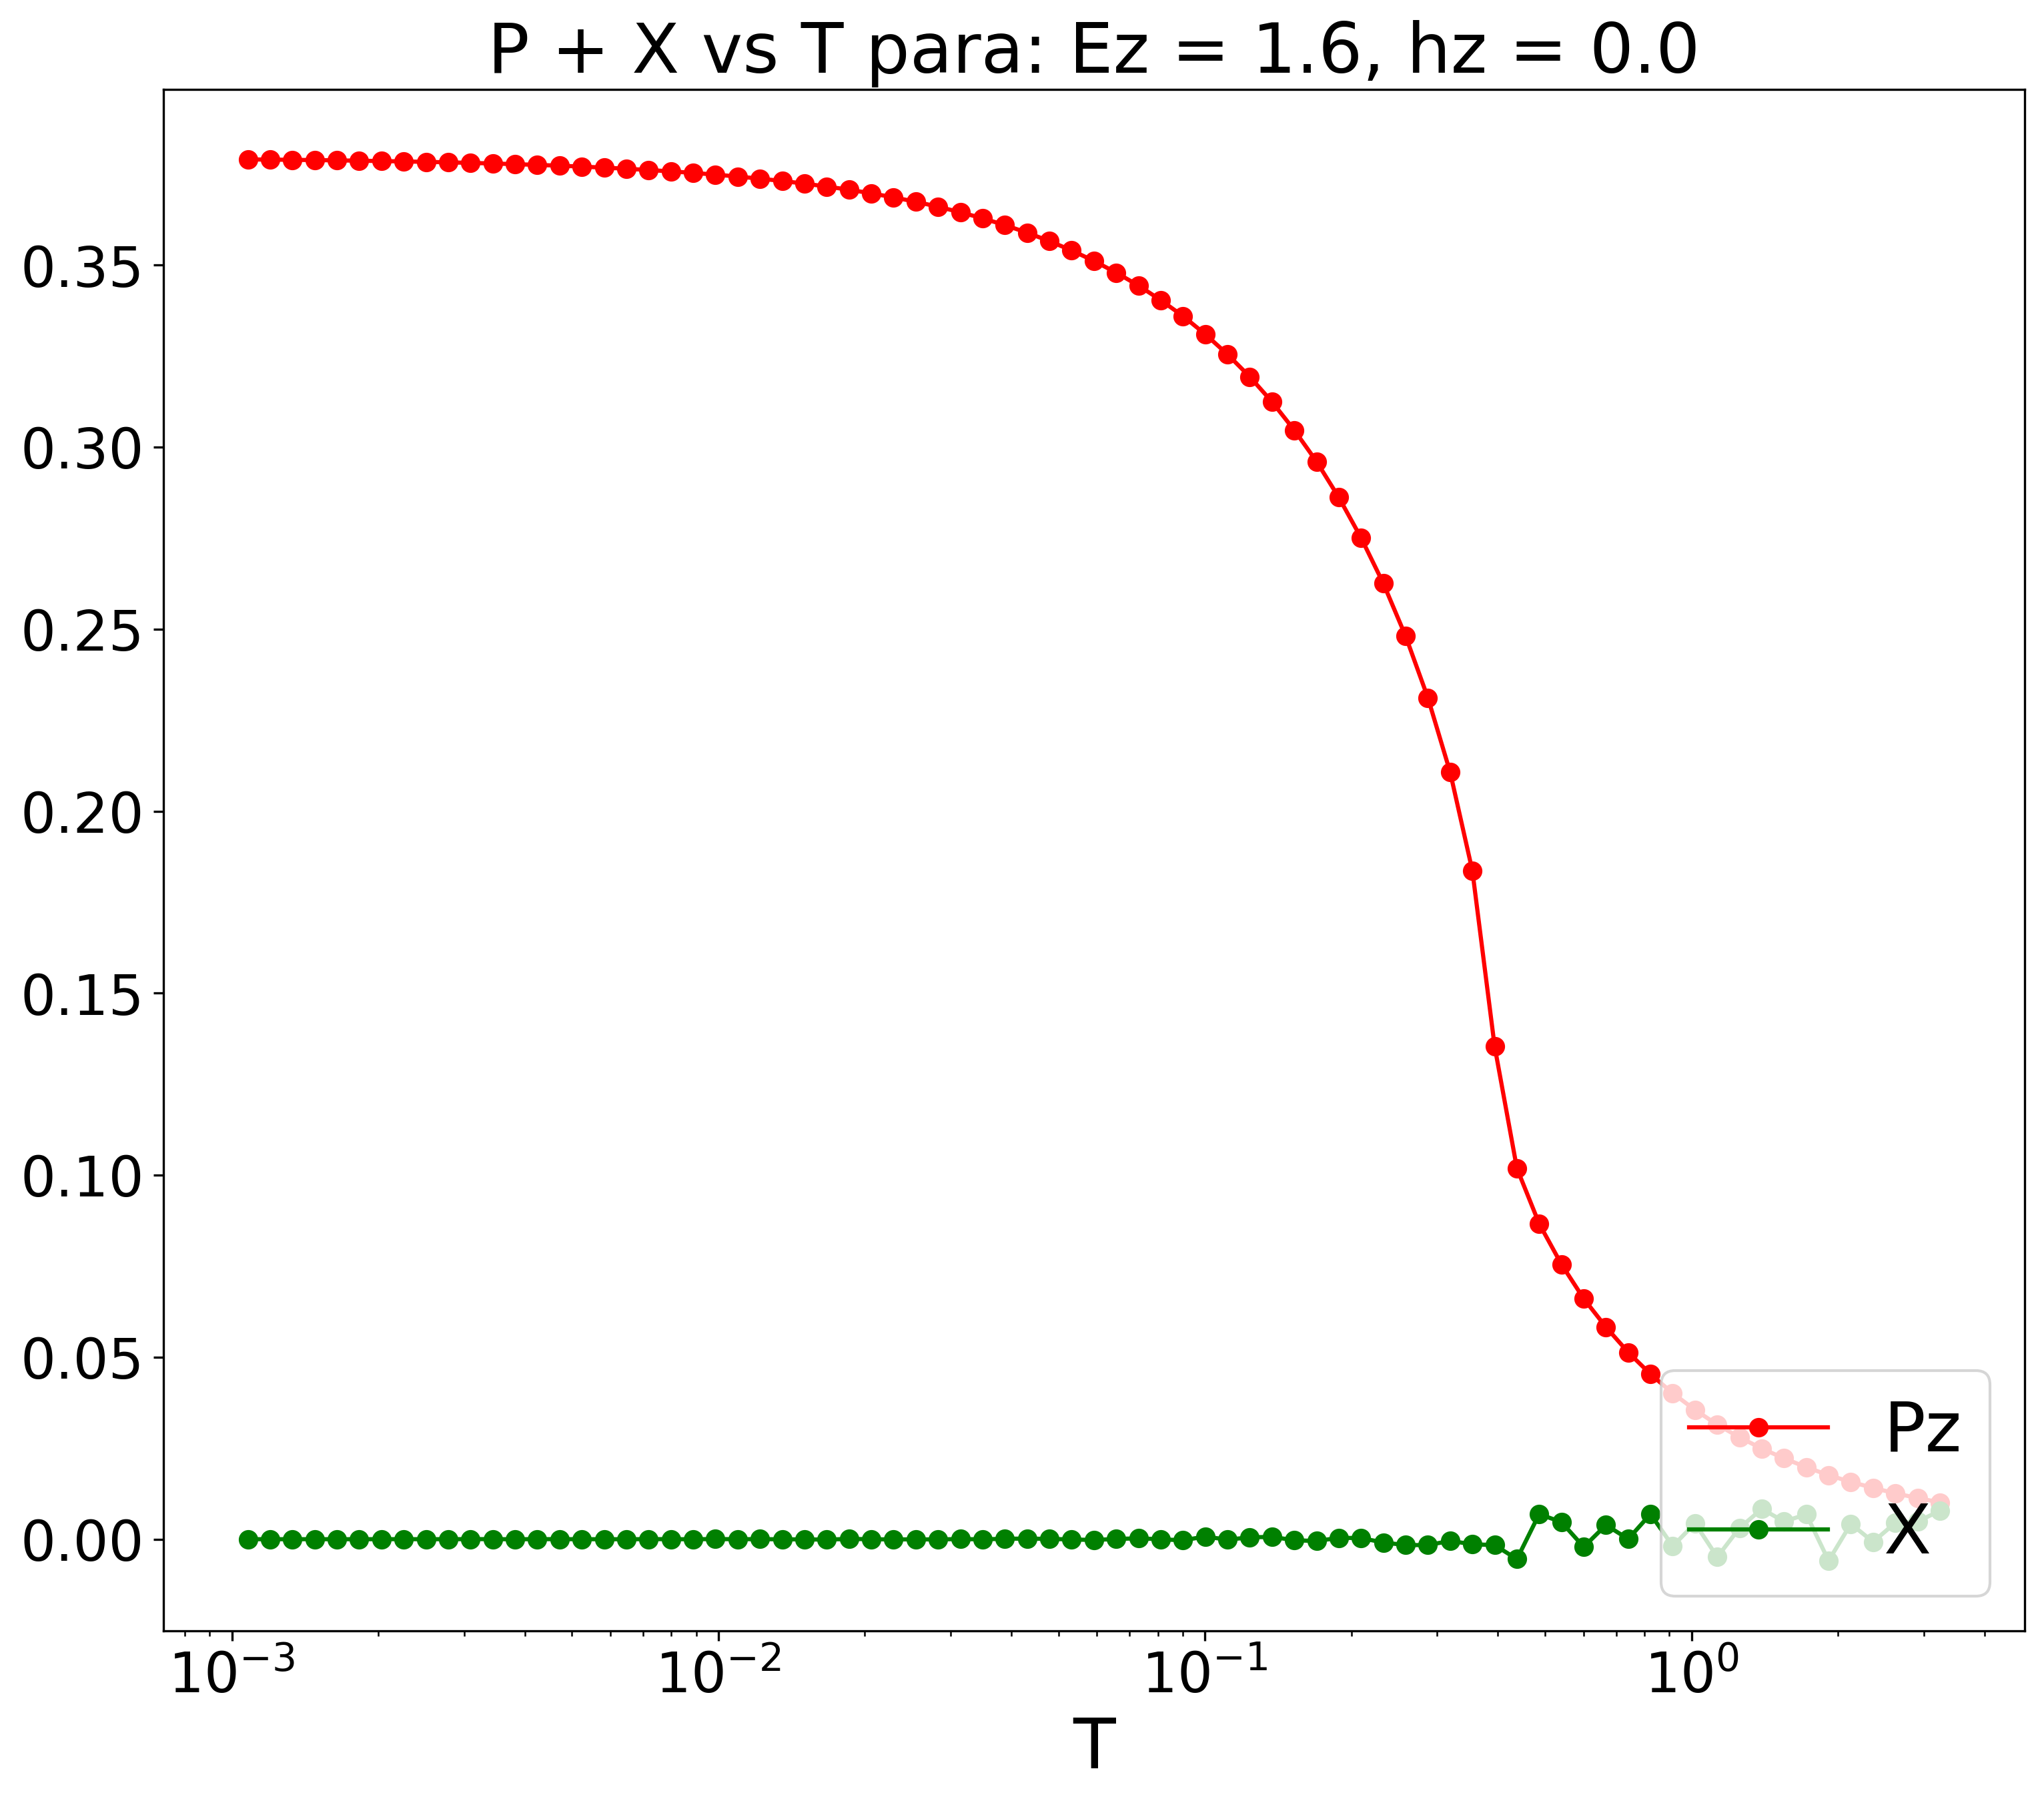 P + X vs T para: Ez = 1.6, hz = 0.0
0.35
0.30
0.25
0.20
0.15
0.10
0.05
0.00
Pz
X
10⁻³ 10⁻² 10⁻¹ 10⁰
T